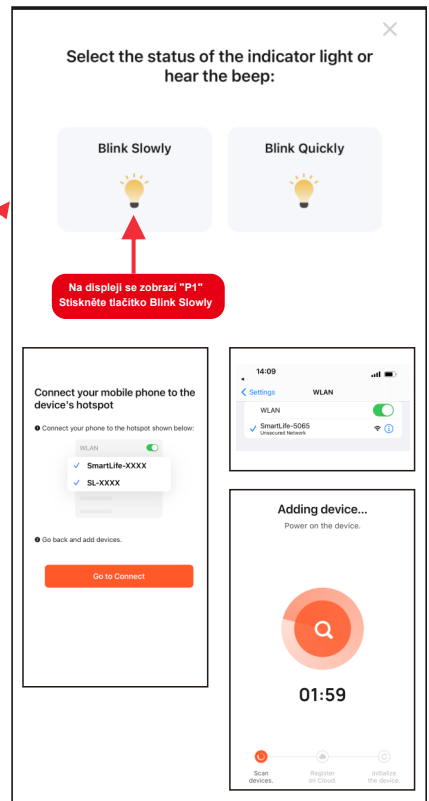 Select the status of the indicator light or
hear the beep:
Blink Slowly
Blink Quickly
Na displeji se zobrazí "P1"
Stiskněte tlačítko Blink Slowly
Connect your mobile phone to the
device's hotspot
❶ Connect your phone to the hotspot shown below:
WLAN
SmartLife-XXXX
SL-XXXX
❷ Go back and add devices.
Go to Connect
14:09
Settings
WLAN
WLAN
SmartLife-5065
Unsecured Network
Adding device...
Power on the device.
01:59
Scan
devices.
Register
on Cloud.
Initialize
the device.